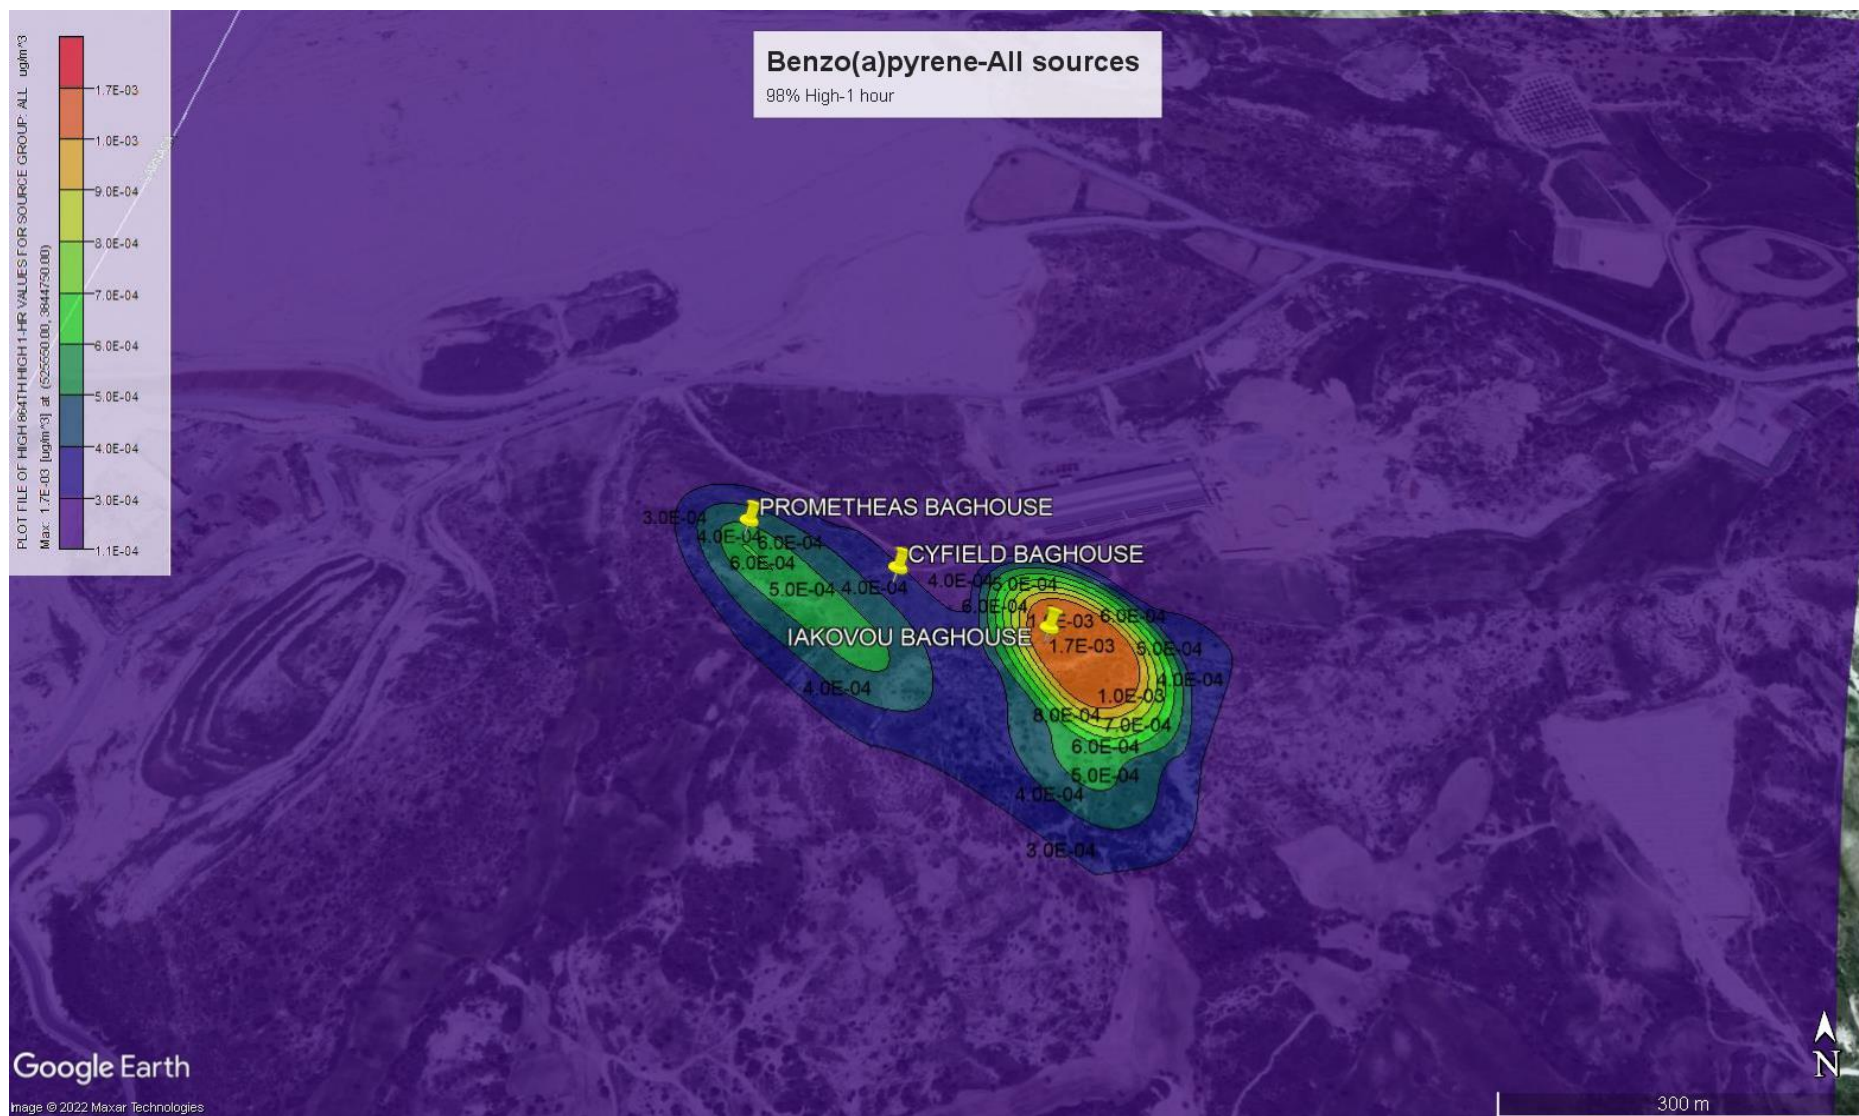 Benzo(a)pyrene-All sources
98% High-1 hour
PLOT FILE OF HIGH 864TH HIGH 1-HR VALUES FOR SOURCE GROUP: ALL ug/m^3
Max: 1.7E-03 [ug/m^3] at (525550.00, 3844750.00)
1.7E-03
1.0E-03
9.0E-04
8.0E-04
7.0E-04
6.0E-04
5.0E-04
4.0E-04
3.0E-04
1.1E-04
PROMETHEAS BAGHOUSE
3.0E-04
4.0E-04
6.0E-04
CYFIELD BAGHOUSE
6.0E-04
5.0E-04
4.0E-04
4.0E-04
5.0E-04
6.0E-04
6.0E-04
IAKOVOU BAGHOUSE
1.7E-03
5.0E-04
4.0E-04
4.0E-04
1.0E-03
8.0E-04
7.0E-04
6.0E-04
5.0E-04
4.0E-04
3.0E-04
N
Google Earth
Image © 2022 Maxar Technologies
300 m